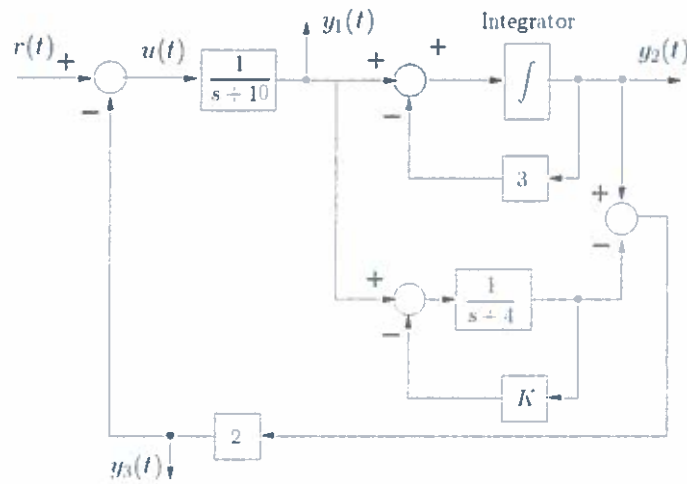 Integrator
y₁(t)
r(t) + u(t) + + y₂(t)
1
s + 10
∫
−
−
3
+
−
+
1
s + 4
−
K
2
y₃(t)